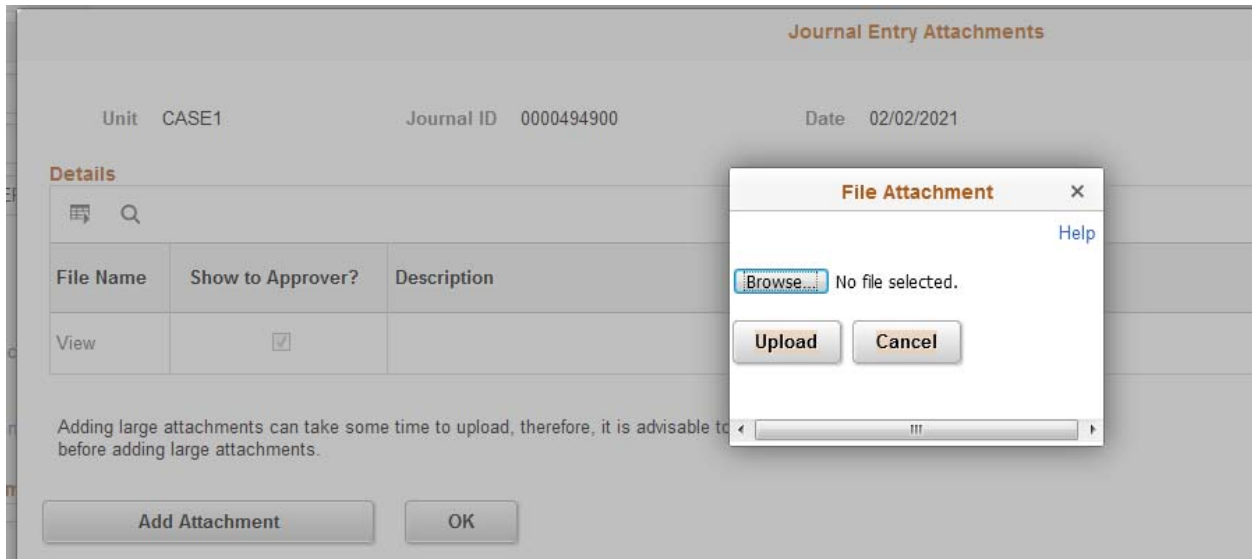 Journal Entry Attachments
Unit CASE1 Journal ID 0000494900 Date 02/02/2021
Details
File Attachment
Help
File Name Show to Approver? Description
Browse... No file selected.
View
Upload Cancel
Adding large attachments can take some time to upload, therefore, it is advisable to
before adding large attachments.
Add Attachment OK